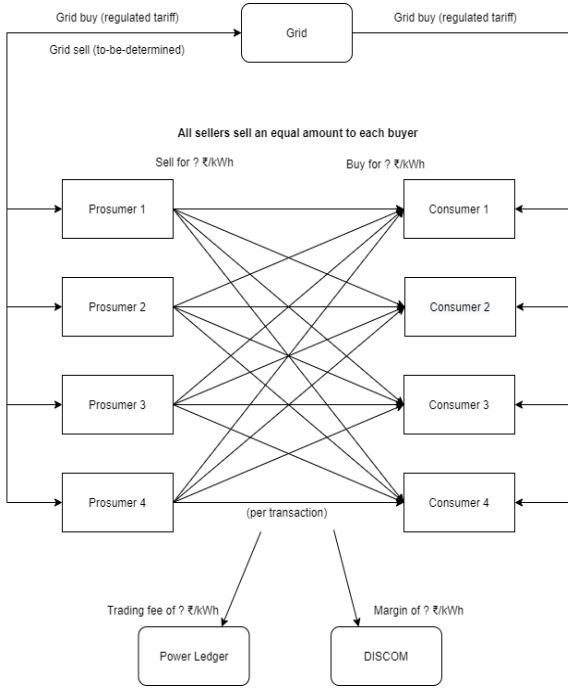 Grid buy (regulated tariff)
Grid sell (to-be-determined)
Grid
Grid buy (regulated tariff)
All sellers sell an equal amount to each buyer
Sell for ? ₹/kWh
Buy for ? ₹/kWh
Prosumer 1
Consumer 1
Prosumer 2
Consumer 2
Prosumer 3
Consumer 3
Prosumer 4
Consumer 4
(per transaction)
Trading fee of ? ₹/kWh
Margin of ? ₹/kWh
Power Ledger
DISCOM